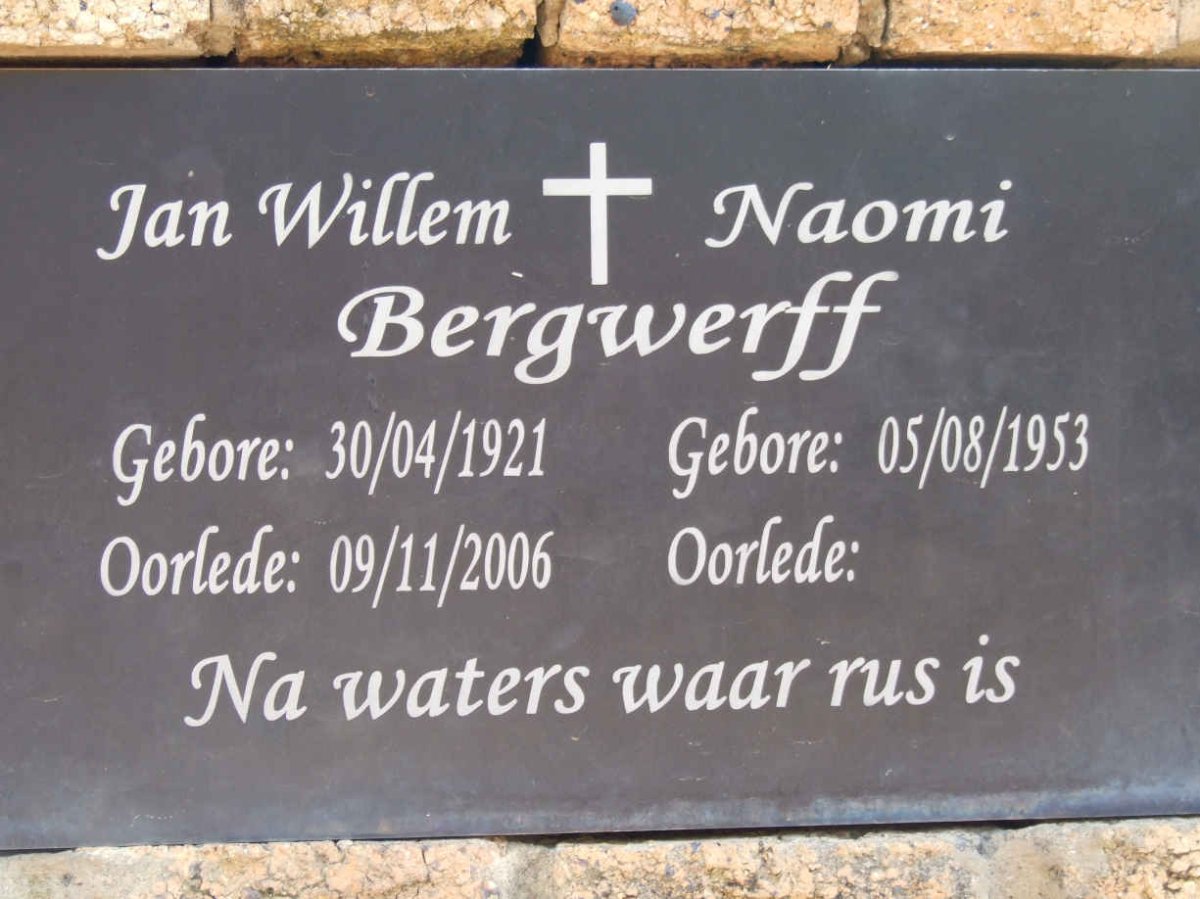 Jan Willem Naomi
Bergwerff
Gebore: 30/04/1921 Gebore: 05/08/1953
Oorlede: 09/11/2006 Oorlede:
Na waters waar rus is